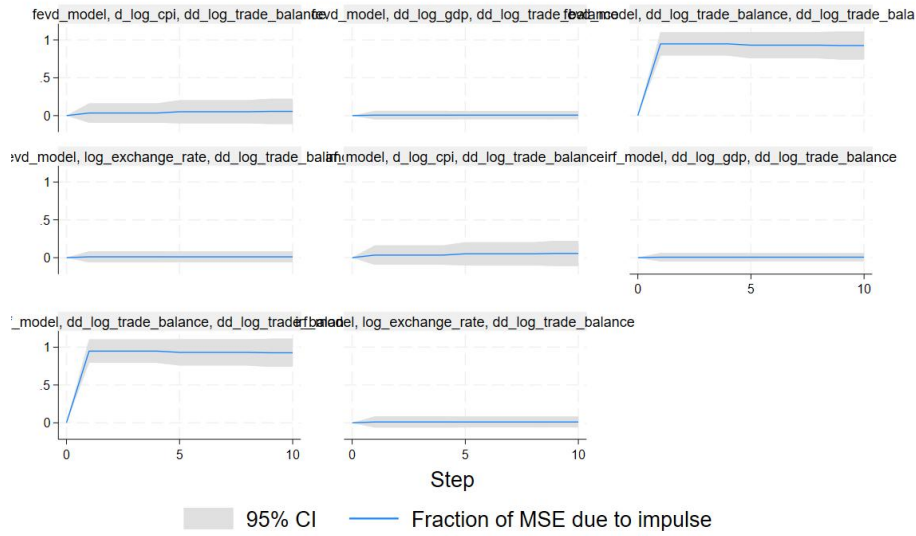 fevd_model, d_log_cpi, dd_log_trade_balance
fevd_model, dd_log_gdp, dd_log_trade_balance
dd_log_trade_balance, dd_log_trade_bala
1
.5
0
evd_model, log_exchange_rate, dd_log_trade_balance
irf_model, d_log_cpi, dd_log_trade_balance
irf_model, dd_log_gdp, dd_log_trade_balance
1
.5
0
0 5 10
_model, dd_log_trade_balance, dd_log_trade_balan
irf_model, log_exchange_rate, dd_log_trade_balance
1
.5
0
0 5 10
0 5 10
Step
95% CI
Fraction of MSE due to impulse